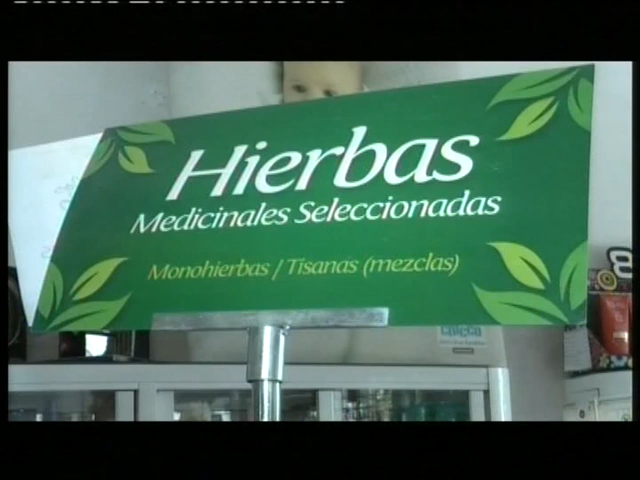 Hierbas
Medicinales Seleccionadas
Monohierbas / Tisanas (mezclas)